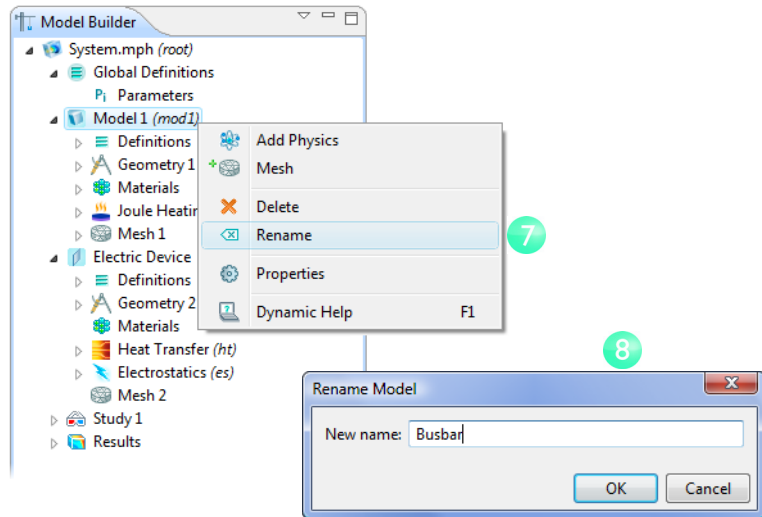 Model Builder
System.mph (root)
Global Definitions
Pi Parameters
Model 1 (mod1)
Definitions
Geometry 1
Materials
Joule Heatin
Mesh 1
Electric Device
Definitions
Geometry 2
Materials
Heat Transfer (ht)
Electrostatics (es)
Mesh 2
Study 1
Results
Add Physics
Mesh
Delete
Rename
Properties
Dynamic Help F1
7
8
Rename Model
New name: Busbar
OK Cancel